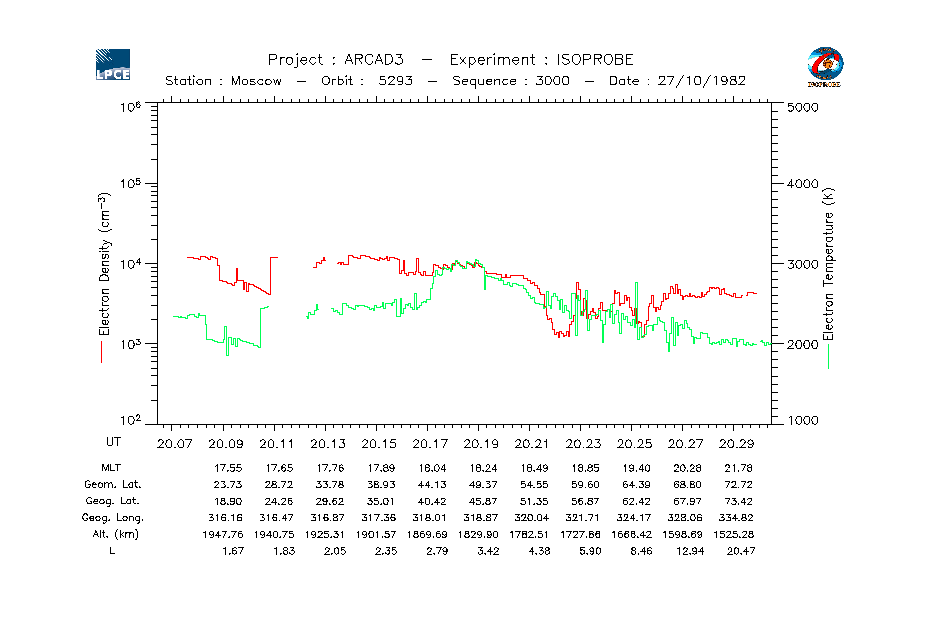 LPCE
Project : ARCAD3 — Experiment : ISOPROBE
Station : Moscow — Orbit : 5293 — Sequence : 3000 — Date : 27/10/1982
ISOPROBE
10^6 5000
10^5 4000
10^4 3000
10^3 2000
10^2 1000
Electron Density (cm^-3)
Electron Temperature (K)
UT 20.07 20.09 20.11 20.13 20.15 20.17 20.19 20.21 20.23 20.25 20.27 20.29
MLT 17.55 17.65 17.76 17.89 18.04 18.24 18.49 18.85 19.40 20.28 21.78
Geom. Lat. 23.73 28.72 33.78 38.93 44.13 49.37 54.55 59.60 64.39 68.80 72.72
Geog. Lat. 18.90 24.26 29.62 35.01 40.42 45.87 51.35 56.87 62.42 67.97 73.42
Geog. Long. 316.16 316.47 316.87 317.36 318.01 318.87 320.04 321.71 324.17 328.06 334.82
Alt. (km) 1947.76 1940.75 1925.31 1901.57 1869.69 1829.90 1782.51 1727.86 1666.42 1598.69 1525.28
L 1.67 1.83 2.05 2.35 2.79 3.42 4.38 5.90 8.46 12.94 20.47